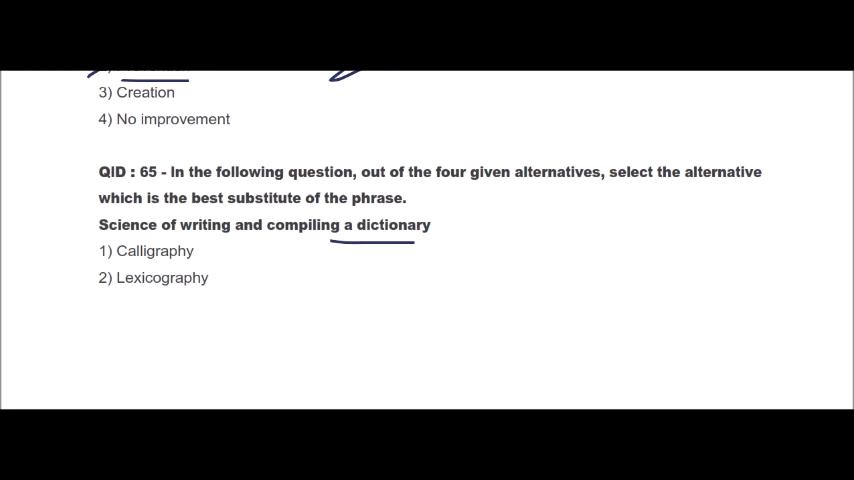 3) Creation
4) No improvement
QID : 65 - In the following question, out of the four given alternatives, select the alternative
which is the best substitute of the phrase.
Science of writing and compiling a dictionary
1) Calligraphy
2) Lexicography